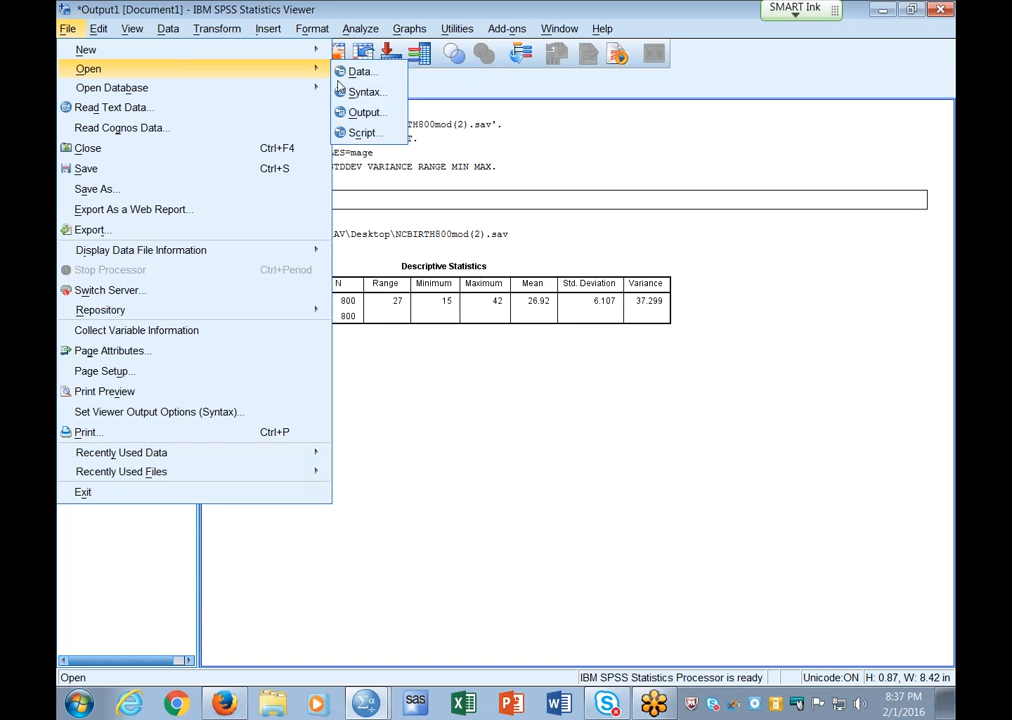 *Output1 [Document1] - IBM SPSS Statistics Viewer
SMART Ink
File Edit View Data Transform Insert Format Analyze Graphs Utilities Add-ons Window Help
New
Open
Open Database
Read Text Data...
Read Cognos Data...
Close Ctrl+F4
Save Ctrl+S
Save As...
Export As a Web Report...
Export...
Display Data File Information
Stop Processor Ctrl+Period
Switch Server...
Repository
Collect Variable Information
Page Attributes...
Page Setup...
Print Preview
Set Viewer Output Options (Syntax)...
Print... Ctrl+P
Recently Used Data
Recently Used Files
Exit
Data...
Syntax...
Output...
Script...
TH800mod(2).sav'.
T.
ES=mage
STDDEV VARIANCE RANGE MIN MAX.
AV\Desktop\NCBIRTH800mod(2).sav
Descriptive Statistics
N Range Minimum Maximum Mean Std. Deviation Variance
800 27 15 42 26.92 6.107 37.299
800
Open IBM SPSS Statistics Processor is ready Unicode:ON H: 0.87, W: 8.42 in
sas
8:37 PM
2/1/2016